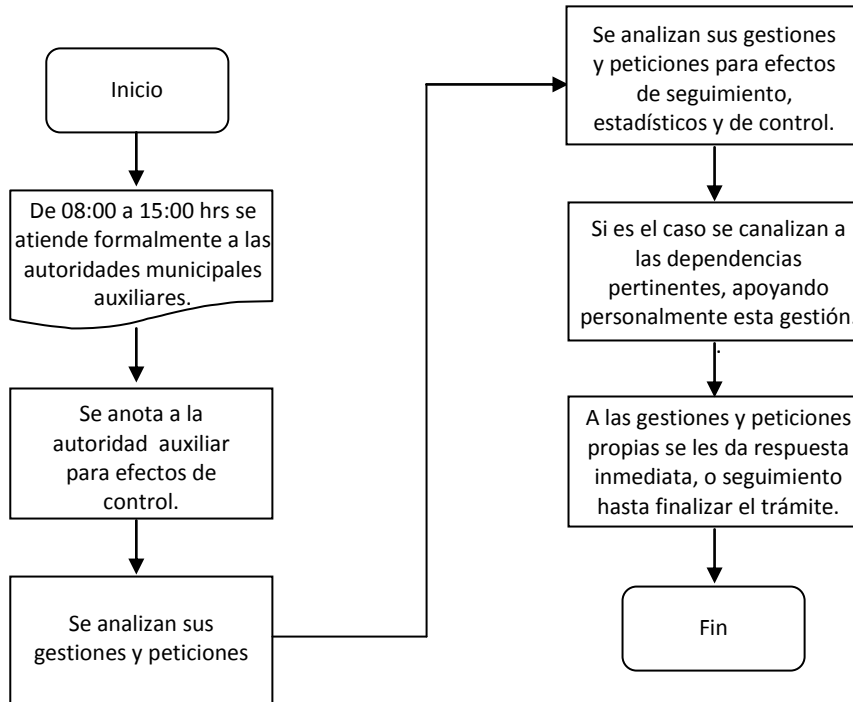 Inicio
De 08:00 a 15:00 hrs se
atiende formalmente a las
autoridades municipales
auxiliares.
Se anota a la
autoridad auxiliar
para efectos de
control.
Se analizan sus
gestiones y peticiones
Se analizan sus gestiones
y peticiones para efectos
de seguimiento,
estadísticos y de control.
Si es el caso se canalizan a
las dependencias
pertinentes, apoyando
personalmente esta gestión.
.
A las gestiones y peticiones
propias se les da respuesta
inmediata, o seguimiento
hasta finalizar el trámite.
Fin